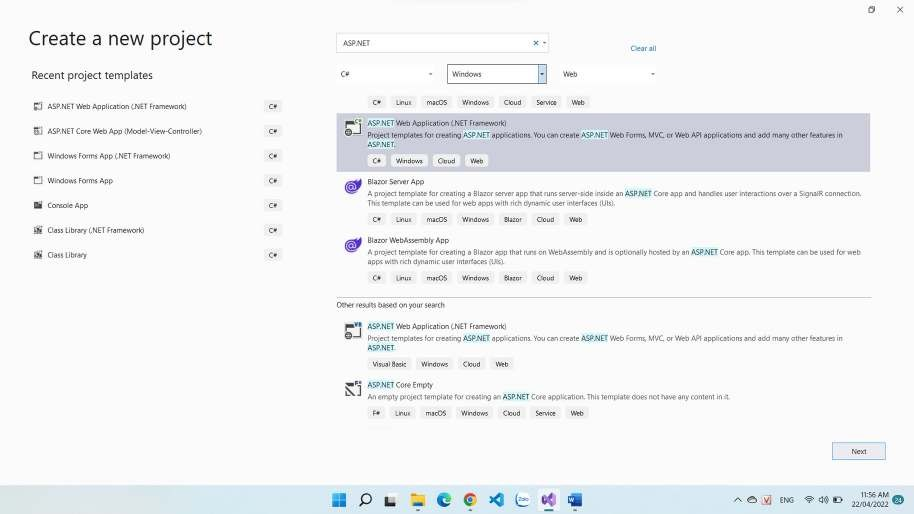 Create a new project
Recent project templates
ASP.NET Web Application (.NET Framework) C#
ASP.NET Core Web App (Model-View-Controller) C#
Windows Forms App (.NET Framework) C#
Windows Forms App C#
Console App C#
Class Library (.NET Framework) C#
Class Library C#
ASP.NET
Clear all
C# Windows Web
C# Linux macOS Windows Cloud Service Web
ASP.NET Web Application (.NET Framework)
Project templates for creating ASP.NET applications. You can create ASP.NET Web Forms, MVC, or Web API applications and add many other features in
ASP.NET.
C# Windows Cloud Web
Blazor Server App
A project template for creating a Blazor server app that runs server-side inside an ASP.NET Core app and handles user interactions over a SignalR connection.
This template can be used for web apps with rich dynamic user interfaces (UIs).
C# Linux macOS Windows Blazor Cloud Web
Blazor WebAssembly App
A project template for creating a Blazor app that runs on WebAssembly and is optionally hosted by an ASP.NET Core app. This template can be used for web
apps with rich dynamic user interfaces (UIs).
C# Linux macOS Windows Blazor Cloud Web
Other results based on your search
ASP.NET Web Application (.NET Framework)
Project templates for creating ASP.NET applications. You can create ASP.NET Web Forms, MVC, or Web API applications and add many other features in
ASP.NET.
Visual Basic Windows Cloud Web
ASP.NET Core Empty
An empty project template for creating an ASP.NET Core application. This template does not have any content in it.
F# Linux macOS Windows Cloud Service Web
Next
Zalo
ENG
11:56 AM
22/04/2022
24